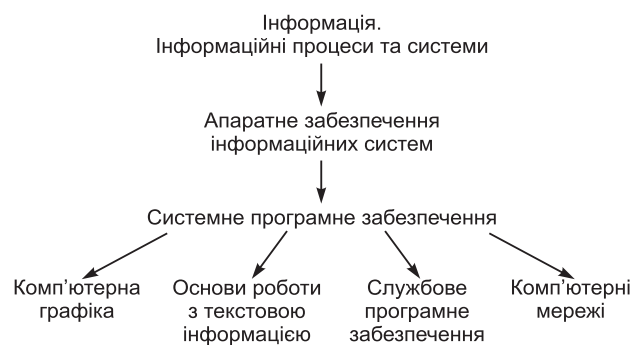 Інформація.
Інформаційні процеси та системи
Апаратне забезпечення
інформаційних систем
Системне програмне забезпечення
Комп’ютерна
графіка
Основи роботи
з текстовою
інформацією
Службове
програмне
забезпечення
Комп’ютерні
мережі